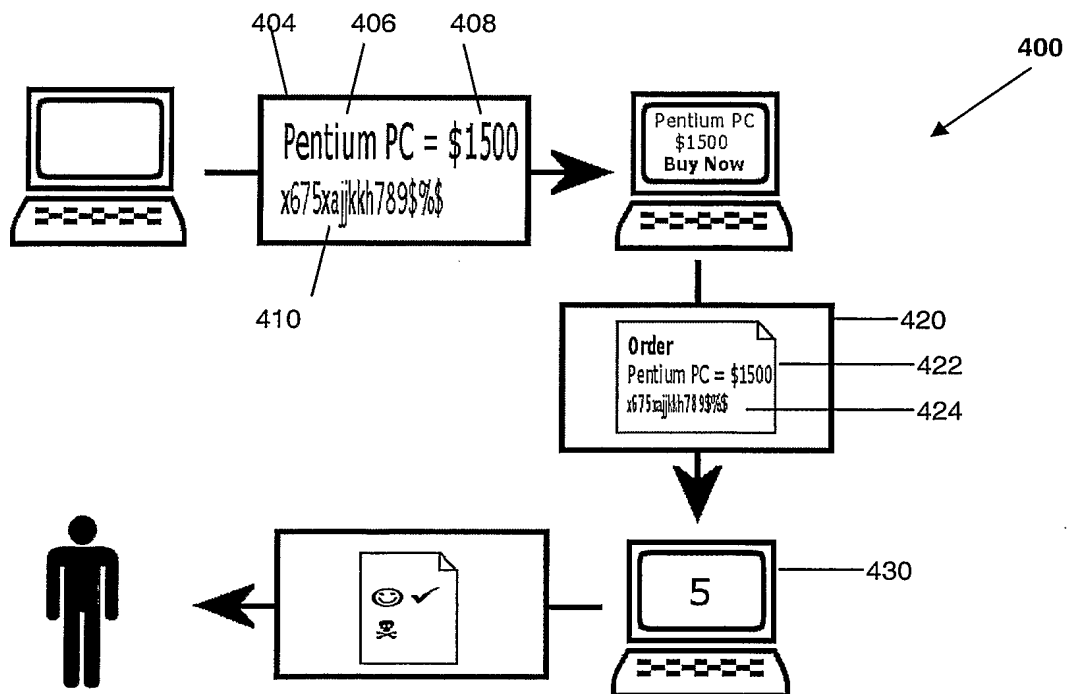 404
406
408
400
Pentium PC = $1500
x675xajjkkh789$%$
Pentium PC
$1500
Buy Now
410
420
Order
Pentium PC = $1500
422
x675xajjkkh789$%$
424
5
430